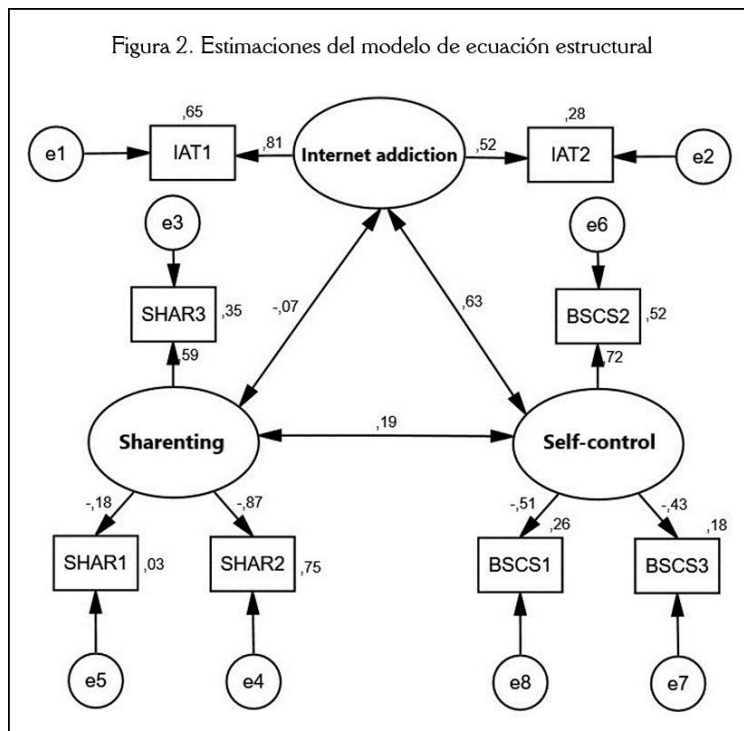 Figura 2. Estimaciones del modelo de ecuación estructural
,65
,28
e1
IAT1
,81
Internet addiction
,52
IAT2
e2
e3
e6
SHAR3
,35
-,07
,63
BSCS2
,52
,59
,72
Sharenting
,19
Self-control
-,18
-,87
-,51
-,43
SHAR1
,03
SHAR2
,75
,26
BSCS1
,18
BSCS3
e5
e4
e8
e7